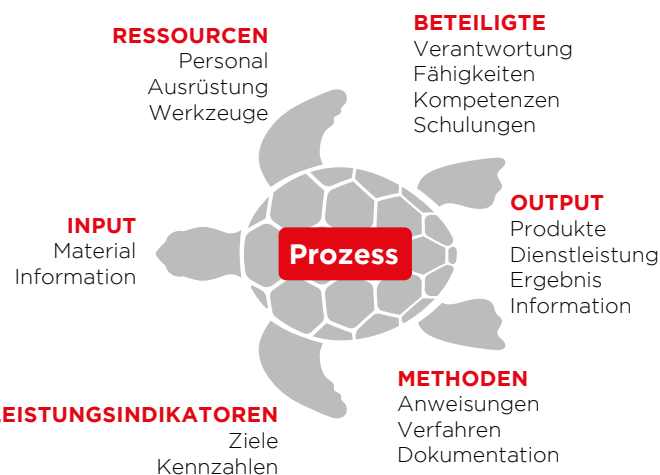 RESSOURCEN
Personal
Ausrüstung
Werkzeuge
BETEILIGTE
Verantwortung
Fähigkeiten
Kompetenzen
Schulungen
INPUT
Material
Information
Prozess
OUTPUT
Produkte
Dienstleistung
Ergebnis
Information
LEISTUNGSINDIKATOREN
Ziele
Kennzahlen
METHODEN
Anweisungen
Verfahren
Dokumentation